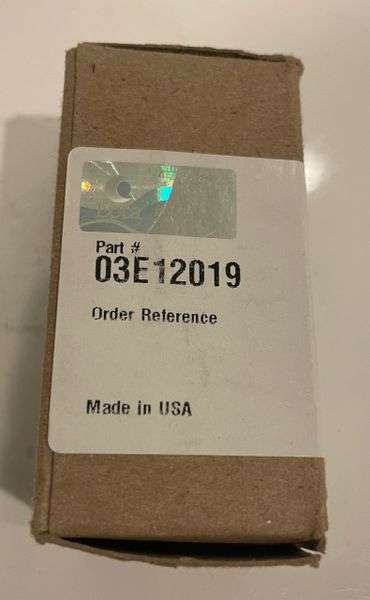 Part #
03E12019
Order Reference
Made in USA